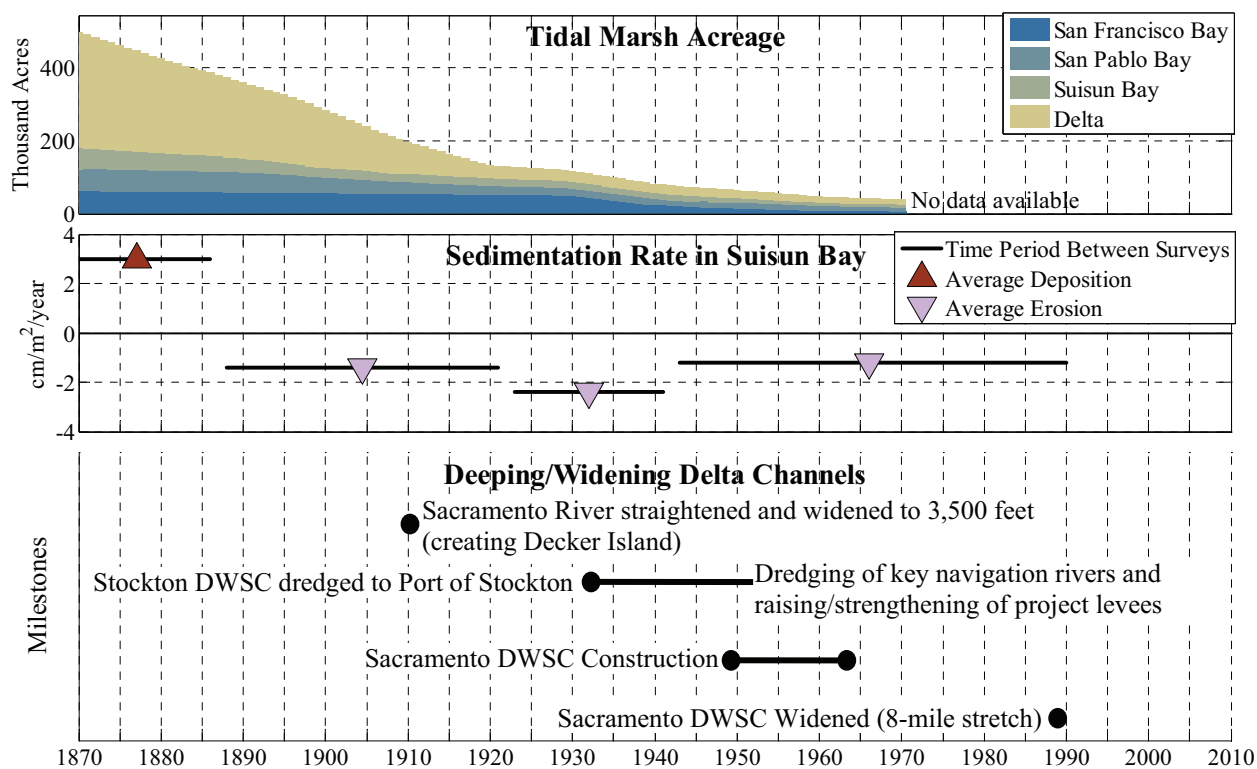 Tidal Marsh Acreage
San Francisco Bay
San Pablo Bay
Suisun Bay
Delta
Thousand Acres
400
200
0
No data available
Sedimentation Rate in Suisun Bay
Time Period Between Surveys
Average Deposition
Average Erosion
cm/m²/year
4
2
0
-2
-4
Deeping/Widening Delta Channels
Milestones
Sacramento River straightened and widened to 3,500 feet
(creating Decker Island)
Stockton DWSC dredged to Port of Stockton
Dredging of key navigation rivers and
raising/strengthening of project levees
Sacramento DWSC Construction
Sacramento DWSC Widened (8-mile stretch)
1870 1880 1890 1900 1910 1920 1930 1940 1950 1960 1970 1980 1990 2000 2010